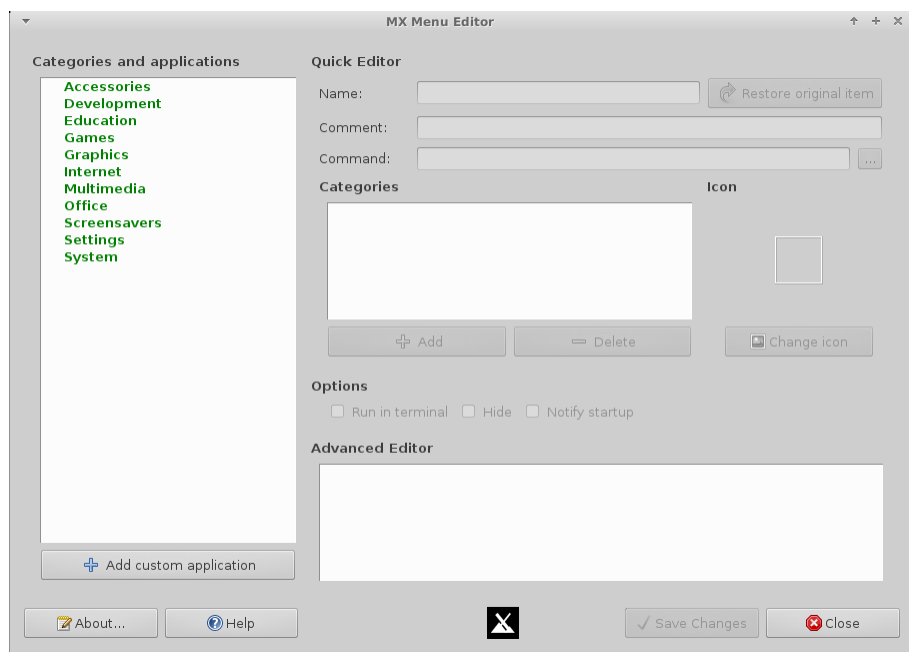 MX Menu Editor
Categories and applications
Accessories
Development
Education
Games
Graphics
Internet
Multimedia
Office
Screensavers
Settings
System
Add custom application
Quick Editor
Name:
Restore original item
Comment:
Command:
...
Categories
Icon
Add
Delete
Change icon
Options
Run in terminal
Hide
Notify startup
Advanced Editor
About...
Help
Save Changes
Close